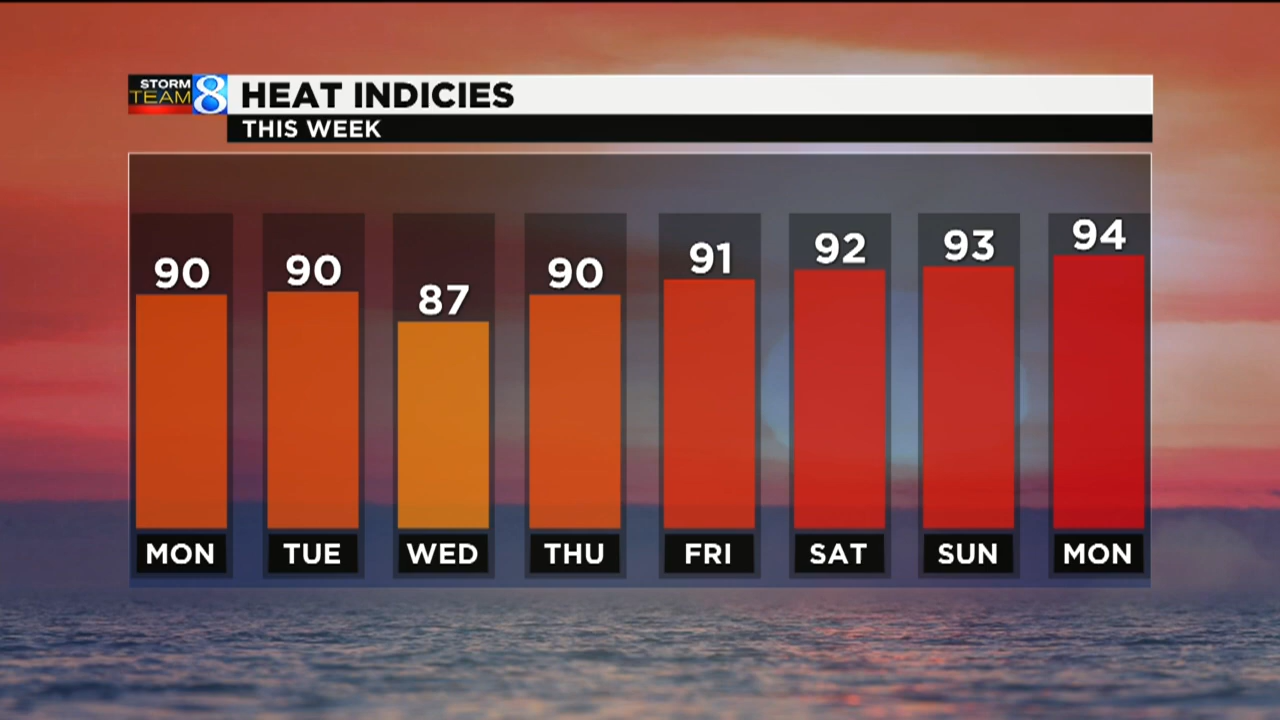 STORM
TEAM 8
HEAT INDICIES
THIS WEEK
90 90 87 90 91 92 93 94
MON TUE WED THU FRI SAT SUN MON